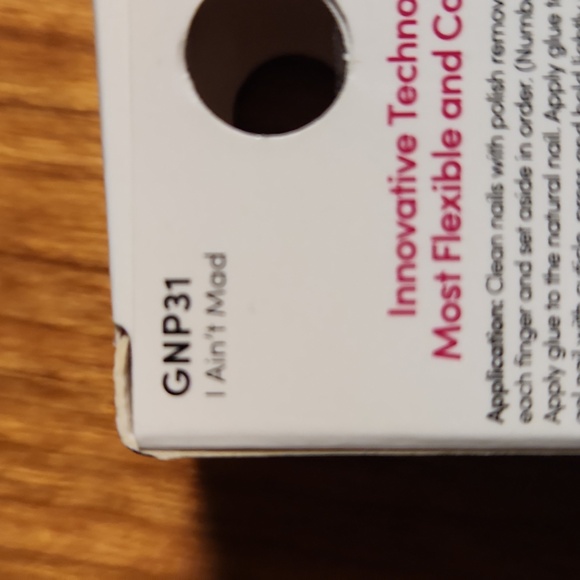 GNP31
I Ain't Mad
Innovative Techno
Most Flexible and Co
Application: Clean nails with polish remov
each finger and set aside in order. (Numb
Apply glue to the natural nail. Apply glue t